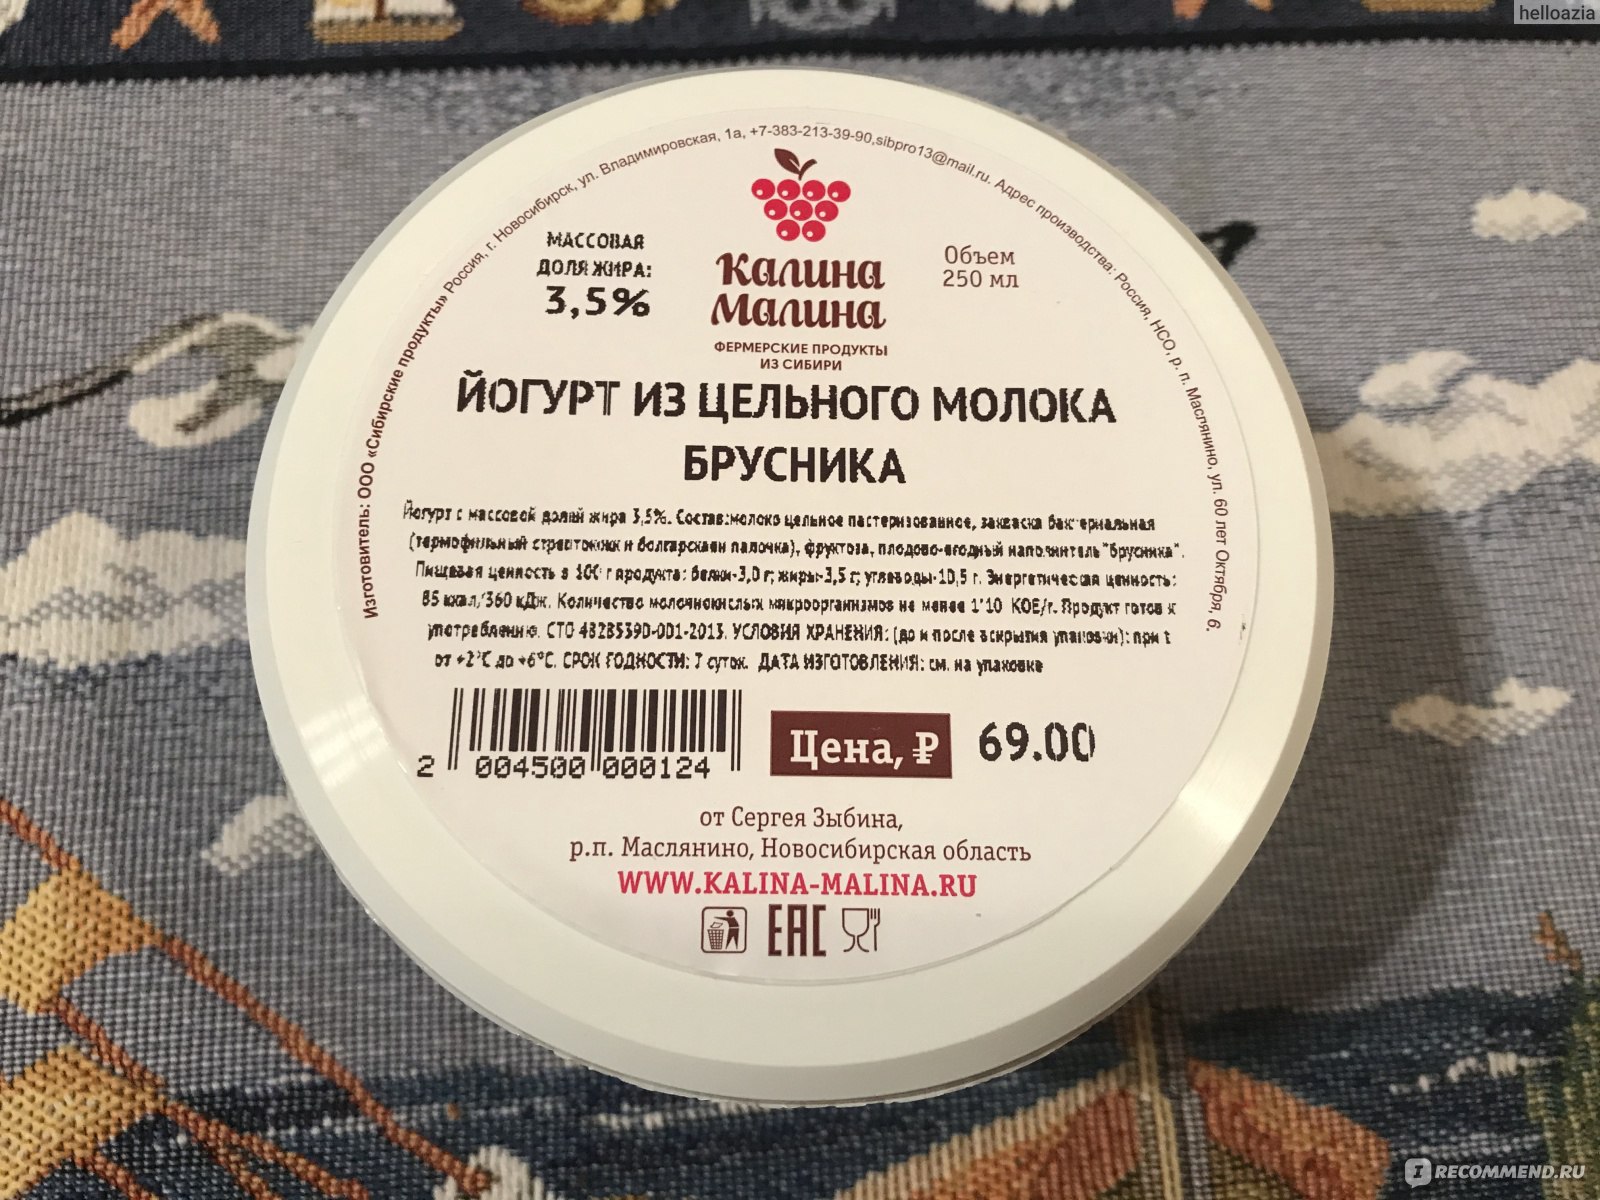 helloazia
Изготовитель: ООО «Сибирские продукты» Россия, г. Новосибирск, ул. Владимировская, 1а, +7-383-213-39-90,sibpro13@mail.ru. Адрес производства: Россия, НСО, р. п. Маслянино, ул. 60 лет Октября, 6.
МАССОВАЯ
ДОЛЯ ЖИРА:
3,5%
Калина
Малина
ФЕРМЕРСКИЕ ПРОДУКТЫ
ИЗ СИБИРИ
Объем
250 мл
ЙОГУРТ ИЗ ЦЕЛЬНОГО МОЛОКА
БРУСНИКА
Йогурт с массовой долей жира 3,5%. Состав:молоко цельное пастеризованное, закваска бактериальная
(термофильный стрептококк и болгарская палочка), фруктоза, плодово-ягодный наполнитель "брусника".
Пищевая ценность в 100 г продукта: белки-3,0 г; жиры-3,5 г; углеводы-10,5 г. Энергетическая ценность:
85 ккал/360 кДж. Количество молочнокислых микроорганизмов не менее 1*10 КОЕ/г. Продукт готов к
употреблению. СТО 48285390-001-2013. УСЛОВИЯ ХРАНЕНИЯ: (до и после вскрытия упаковки): при t
от +2°С до +6°С. СРОК ГОДНОСТИ: 7 суток. ДАТА ИЗГОТОВЛЕНИЯ: см. на упаковке
2 004500 000124
Цена, ₽ 69.00
от Сергея Зыбина,
р.п. Маслянино, Новосибирская область
WWW.KALINA-MALINA.RU
EAC
IRECOMMEND.RU